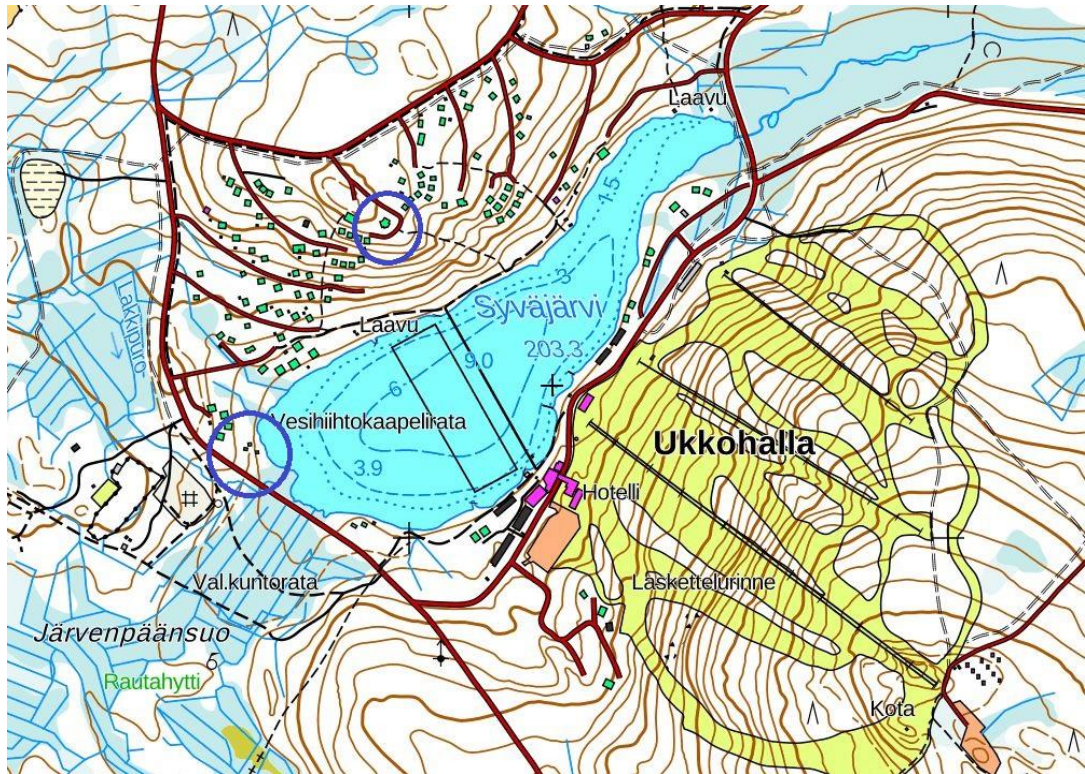 Laavu
1.5
3
Syväjärvi
203.3
Lakkipuro-
Laavu
9.0
6
Vesihiihtokaapelirata
3.9
Ukkohalla
Hotelli
Val.kuntorata
Laskettelurinne
Järvenpäänsuo
Rautahytti
Kota